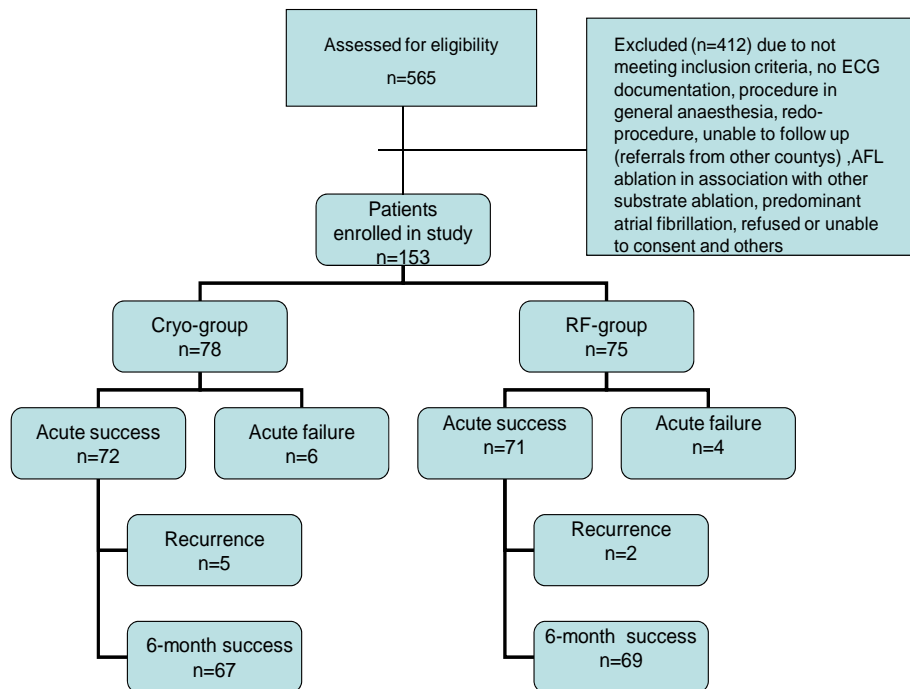 Assessed for eligibility
n=565
Excluded (n=412) due to not
meeting inclusion criteria, no ECG
documentation, procedure in
general anaesthesia, redo-
procedure, unable to follow up
(referrals from other countys) ,AFL
ablation in association with other
substrate ablation, predominant
atrial fibrillation, refused or unable
to consent and others
Patients
enrolled in study
n=153
Cryo-group
n=78
RF-group
n=75
Acute success
n=72
Acute failure
n=6
Acute success
n=71
Acute failure
n=4
Recurrence
n=5
Recurrence
n=2
6-month success
n=67
6-month success
n=69